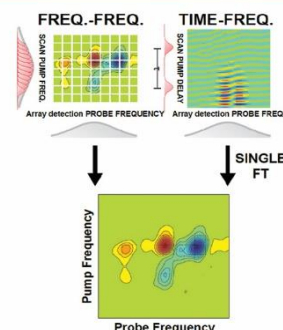 FREQ.-FREQ.
TIME-FREQ.
SCAN PUMP FREQ.
SCAN PUMP DELAY
Array detection PROBE FREQUENCY
Array detection PROBE FREQ
SINGLE
FT
Pump Frequency
Probe Frequency